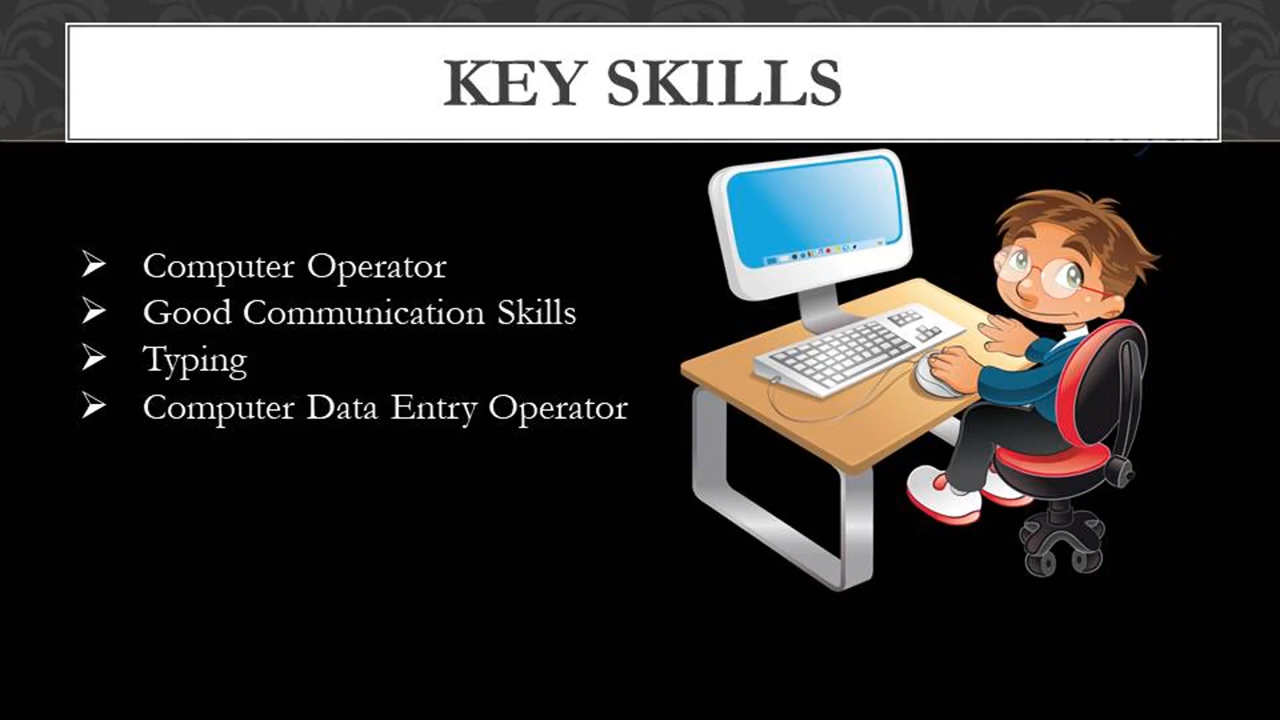 KEY SKILLS
Computer Operator
Good Communication Skills
Typing
Computer Data Entry Operator